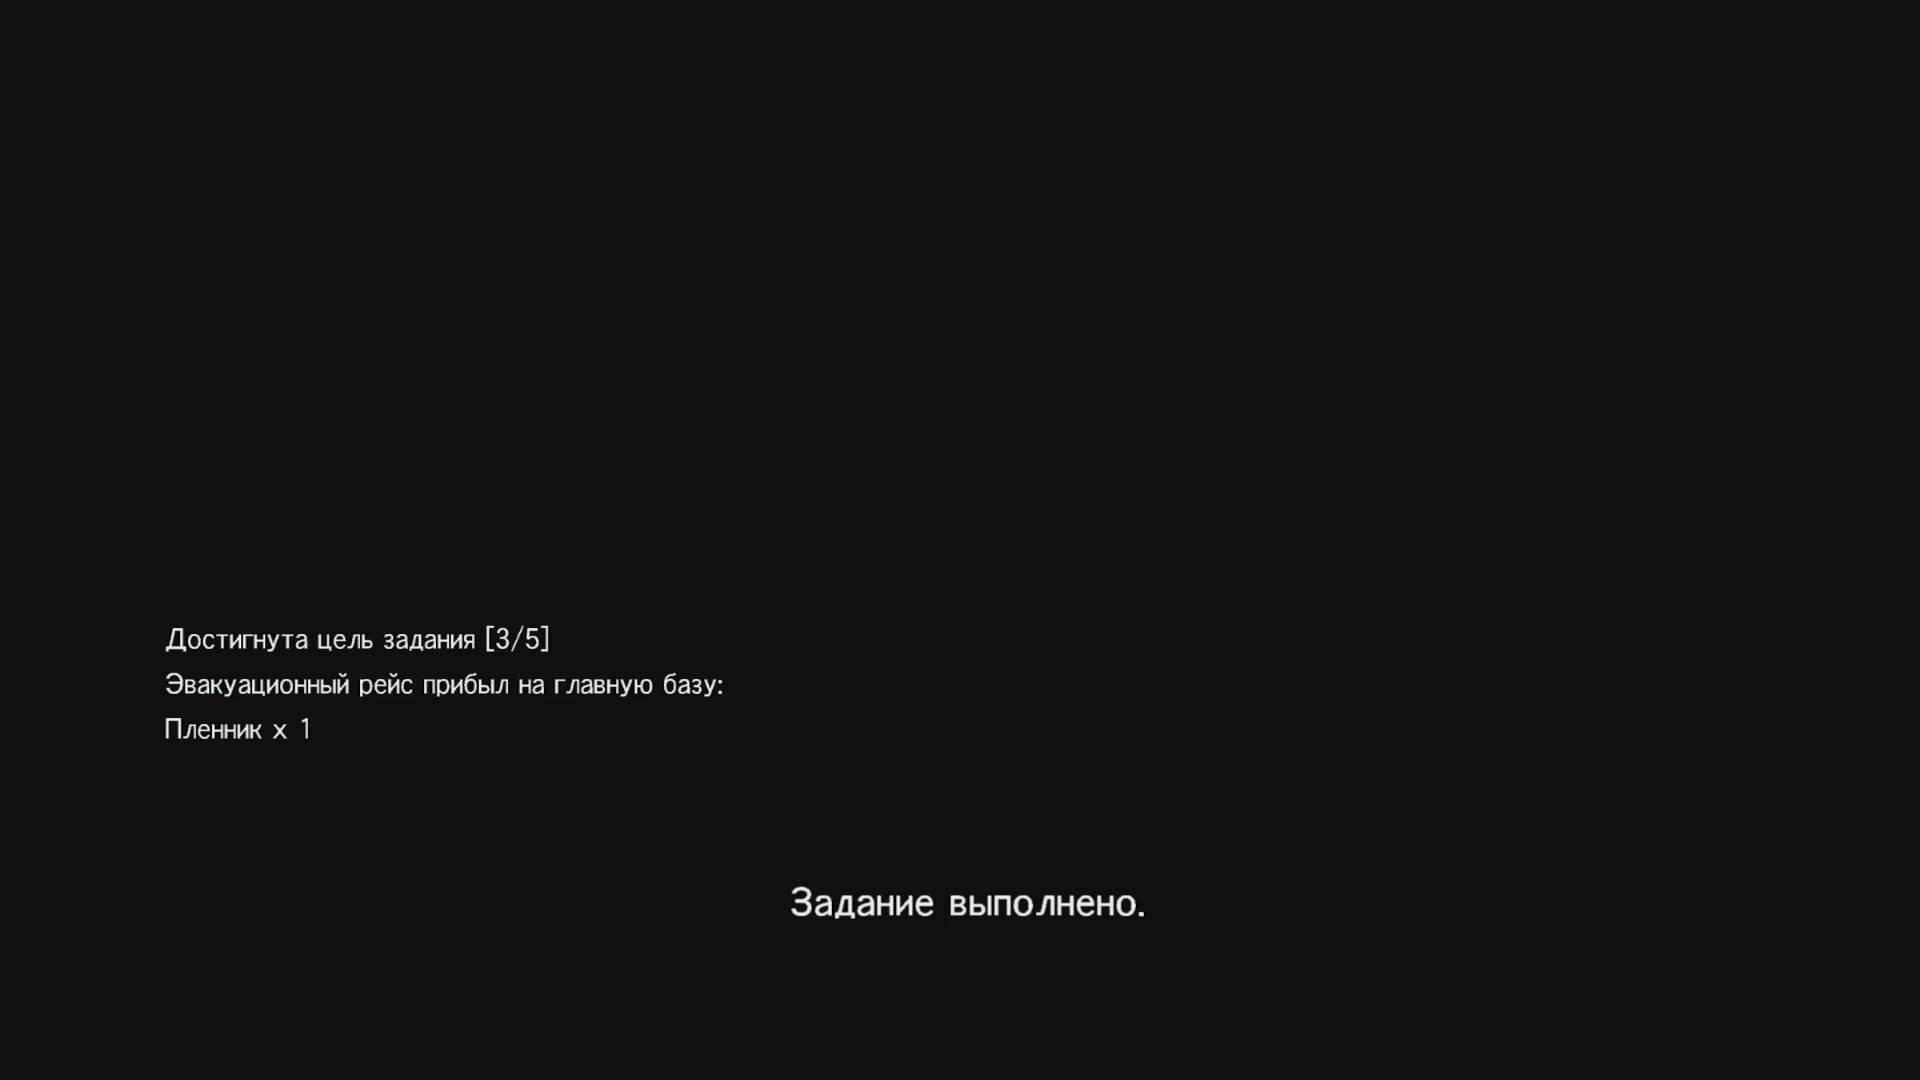 Достигнута цель задания [3/5]
Эвакуационный рейс прибыл на главную базу:
Пленник x 1
Задание выполнено.